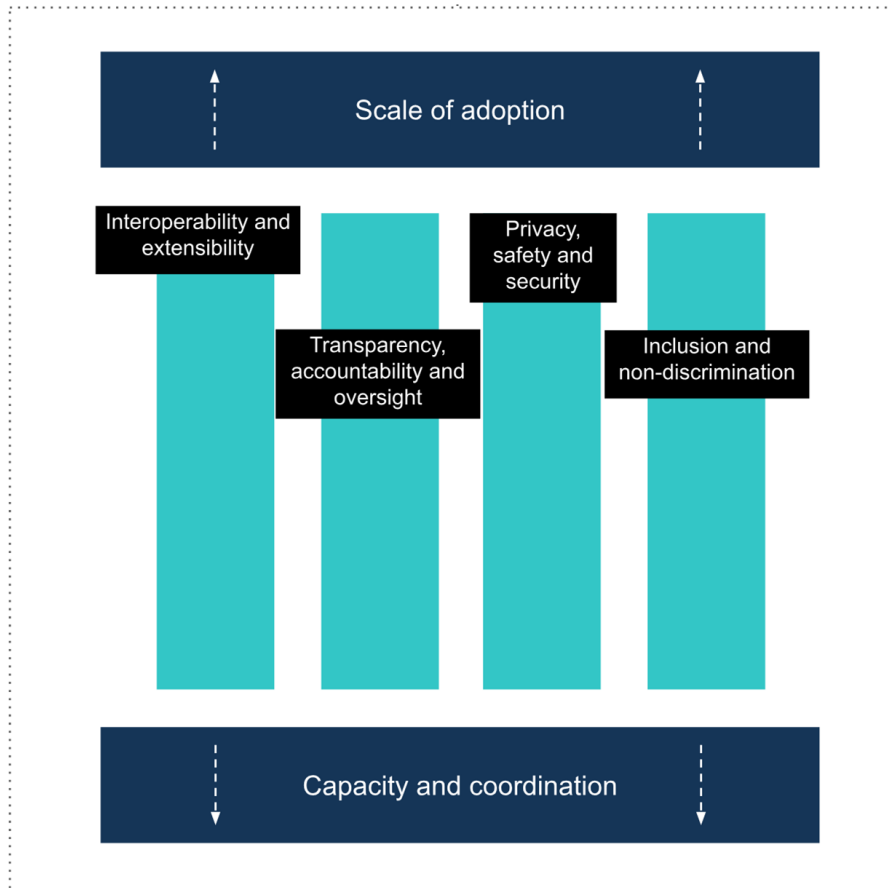 Scale of adoption
Interoperability and
extensibility
Transparency,
accountability and
oversight
Privacy,
safety and
security
Inclusion and
non-discrimination
Capacity and coordination